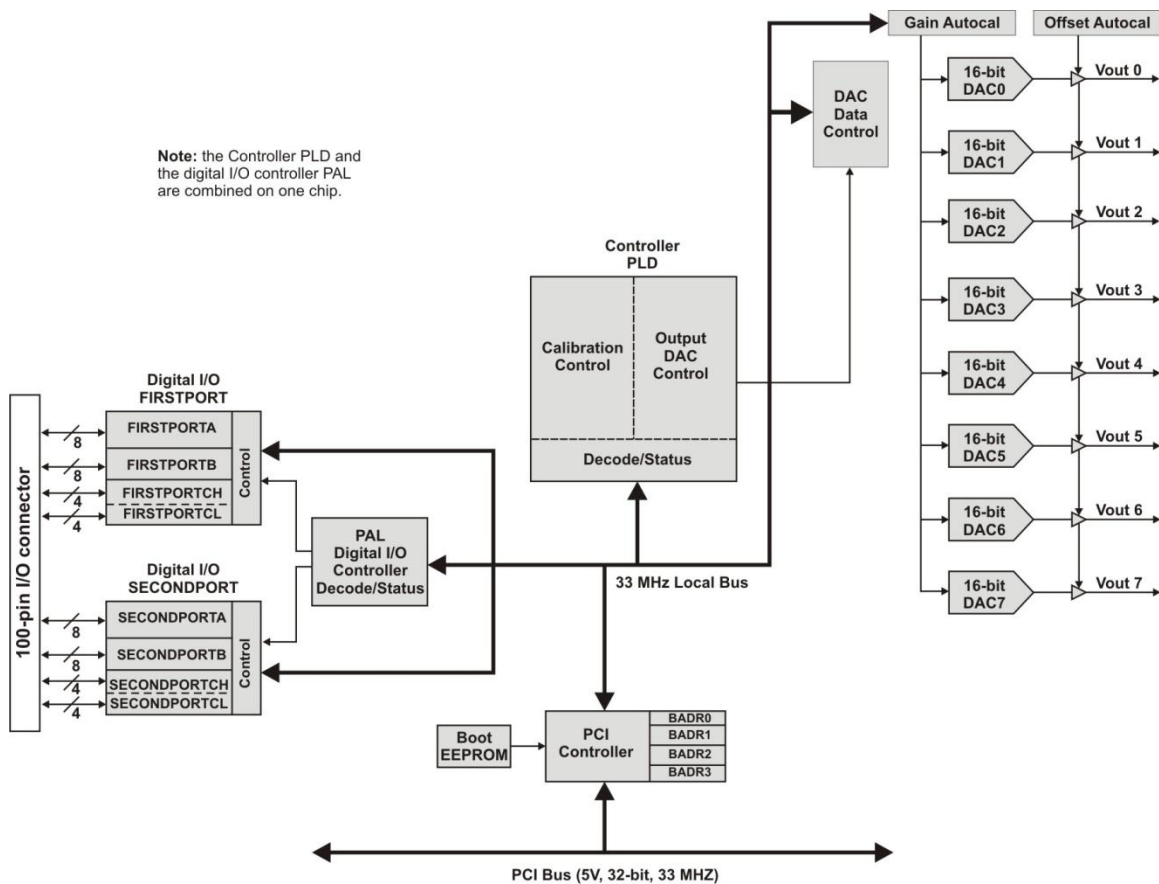 Gain Autocal
Offset Autocal
16-bit
DAC0
Vout 0
DAC
Data
Control
16-bit
DAC1
Vout 1
Note: the Controller PLD and
the digital I/O controller PAL
are combined on one chip.
16-bit
DAC2
Vout 2
Controller
PLD
Calibration
Control
Output
DAC
Control
Decode/Status
16-bit
DAC3
Vout 3
16-bit
DAC4
Vout 4
16-bit
DAC5
Vout 5
16-bit
DAC6
Vout 6
16-bit
DAC7
Vout 7
100-pin I/O connector
Digital I/O
FIRSTPORT
FIRSTPORTA
8
FIRSTPORTB
8
FIRSTPORTCH
4
FIRSTPORTCL
4
Control
PAL
Digital I/O
Controller
Decode/Status
33 MHz Local Bus
Digital I/O
SECONDPORT
SECONDPORTA
8
SECONDPORTB
8
SECONDPORTCH
4
SECONDPORTCL
4
Control
Boot
EEPROM
PCI
Controller
BADR0
BADR1
BADR2
BADR3
PCI Bus (5V, 32-bit, 33 MHZ)